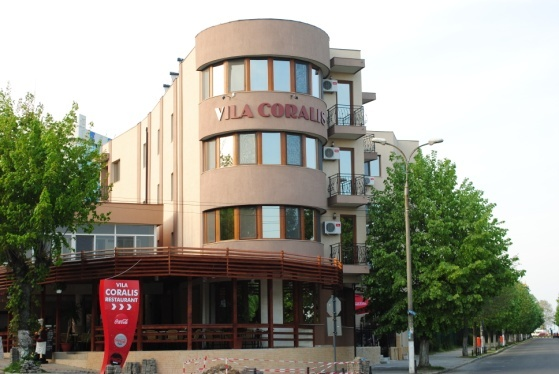 VILA CORALIS
VILA
CORALIS
RESTAURANT
>>>
Coca-Cola